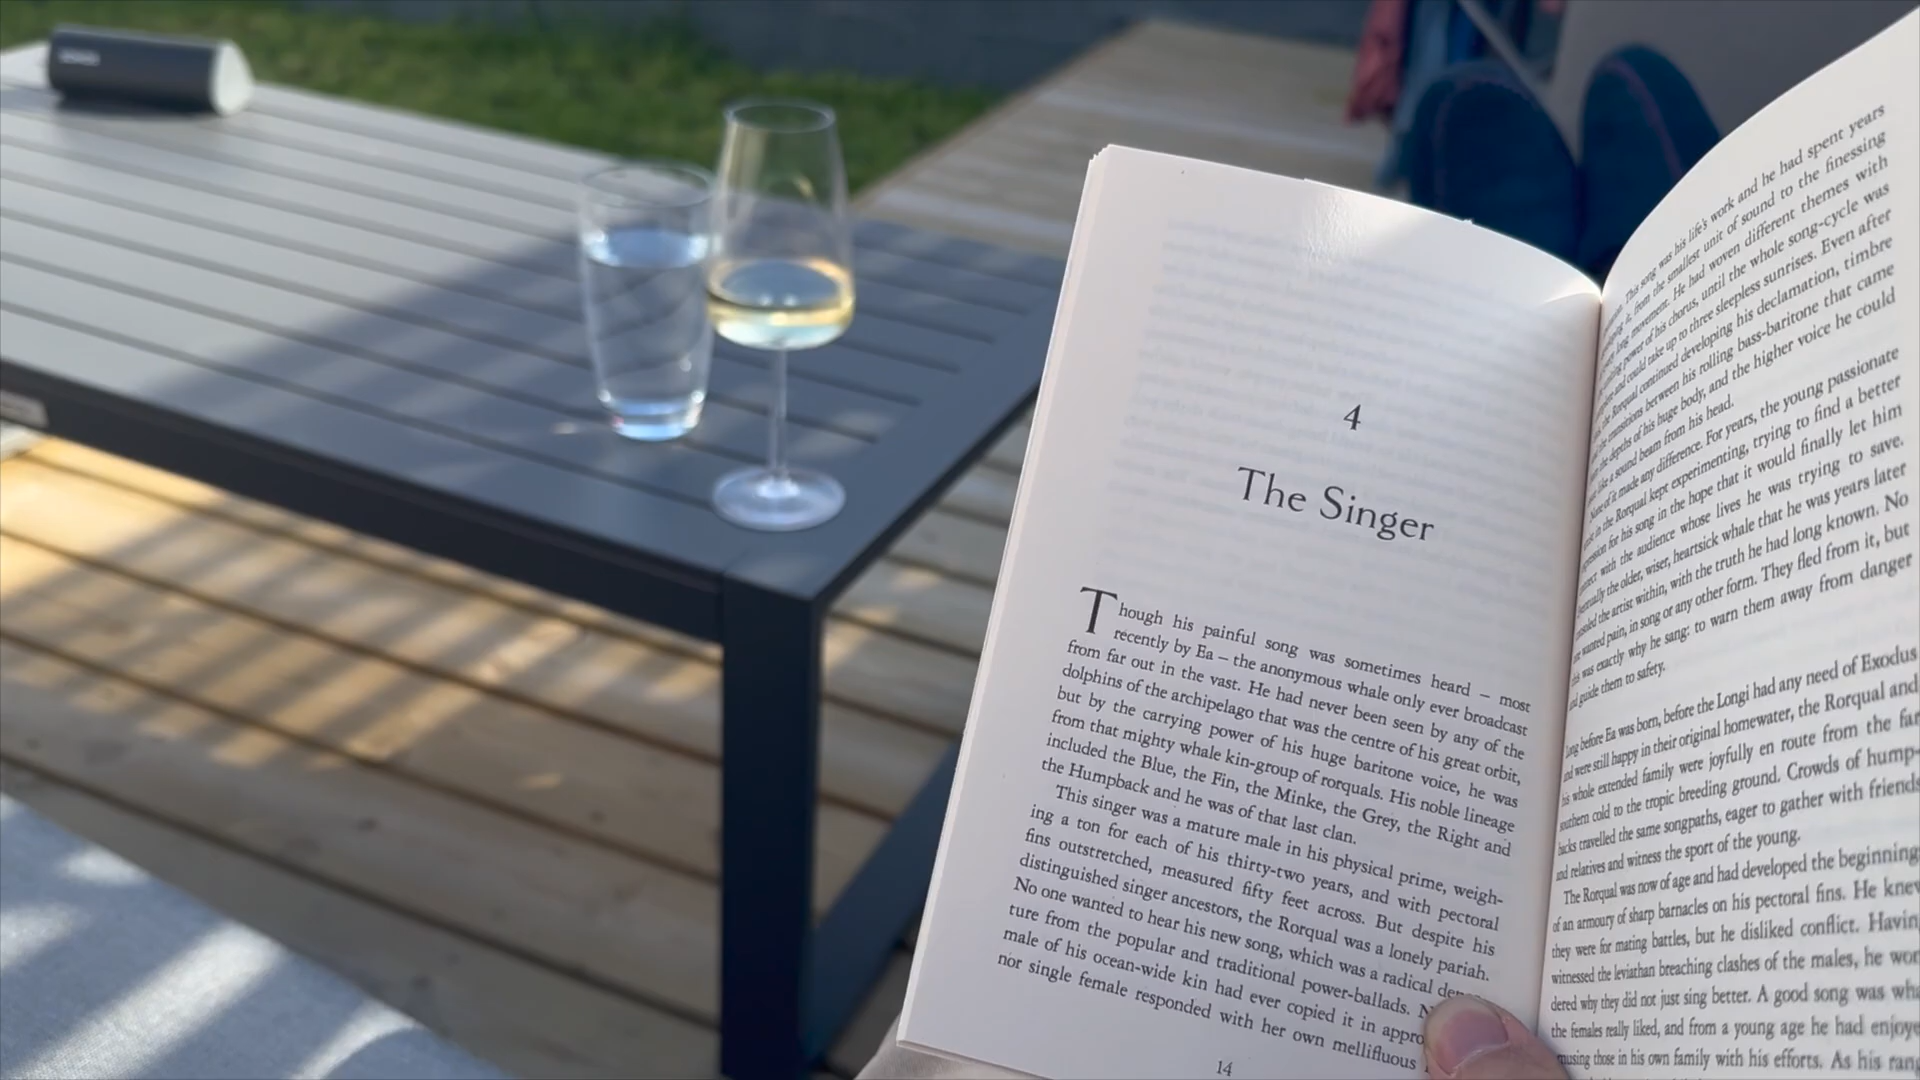 4
The Singer
Though his painful song was sometimes heard – most
recently by Ea – the anonymous whale only ever broadcast
from far out in the vast. He had never been seen by any of the
dolphins of the archipelago that was the centre of his great orbit,
but by the carrying power of his huge baritone voice, he was
from that mighty whale kin-group of rorquals. His noble lineage
included the Blue, the Fin, the Minke, the Grey, the Right and
the Humpback and he was of that last clan.
This singer was a mature male in his physical prime, weigh-
ing a ton for each of his thirty-two years, and with pectoral
fins outstretched, measured fifty feet across. But despite his
distinguished singer ancestors, the Rorqual was a lonely pariah.
No one wanted to hear his new song, which was a radical
ture from the popular and traditional power-ballads.
male of his ocean-wide kin had ever copied it in
nor single female responded with her own mellifluous
14
This song was his life's work and he had spent years
it, from the smallest unit of sound to the finessing
long movement. He had woven different themes with
power of his chorus, until the whole song-cycle was
and could take up to three sleepless sunrises. Even after
the Rorqual continued developing his declamation, timbre
the transitions between his rolling bass-baritone that came
the depths of his huge body, and the higher voice he could
like a sound beam from his head.
None of it made any difference. For years, the young passionate
in the Rorqual kept experimenting, trying to find a better
for his song in the hope that it would finally let him
with the audience whose lives he was trying to save.
the older, wiser, heartsick whale that he was years later
the artist within, with the truth he had long known. No
wanted pain, in song or any other form. They fled from it, but
was exactly why he sang: to warn them away from danger
and guide them to safety.
Long before Ea was born, before the Longi had any need of Exodus
and were still happy in their original homewater, the Rorqual and
his whole extended family were joyfully en route from the far
southern cold to the tropic breeding ground. Crowds of hump-
backs travelled the same songpaths, eager to gather with friends
and relatives and witness the sport of the young.
The Rorqual was now of age and had developed the
of an armoury of sharp barnacles on his pectoral fins. He knew
they were for mating battles, but he disliked conflict.
witnessed the leviathan breaching clashes of the males, he
dered why they did not just sing better. A good song was
the females really liked, and from a young age he had
those in his own family with his efforts. As his